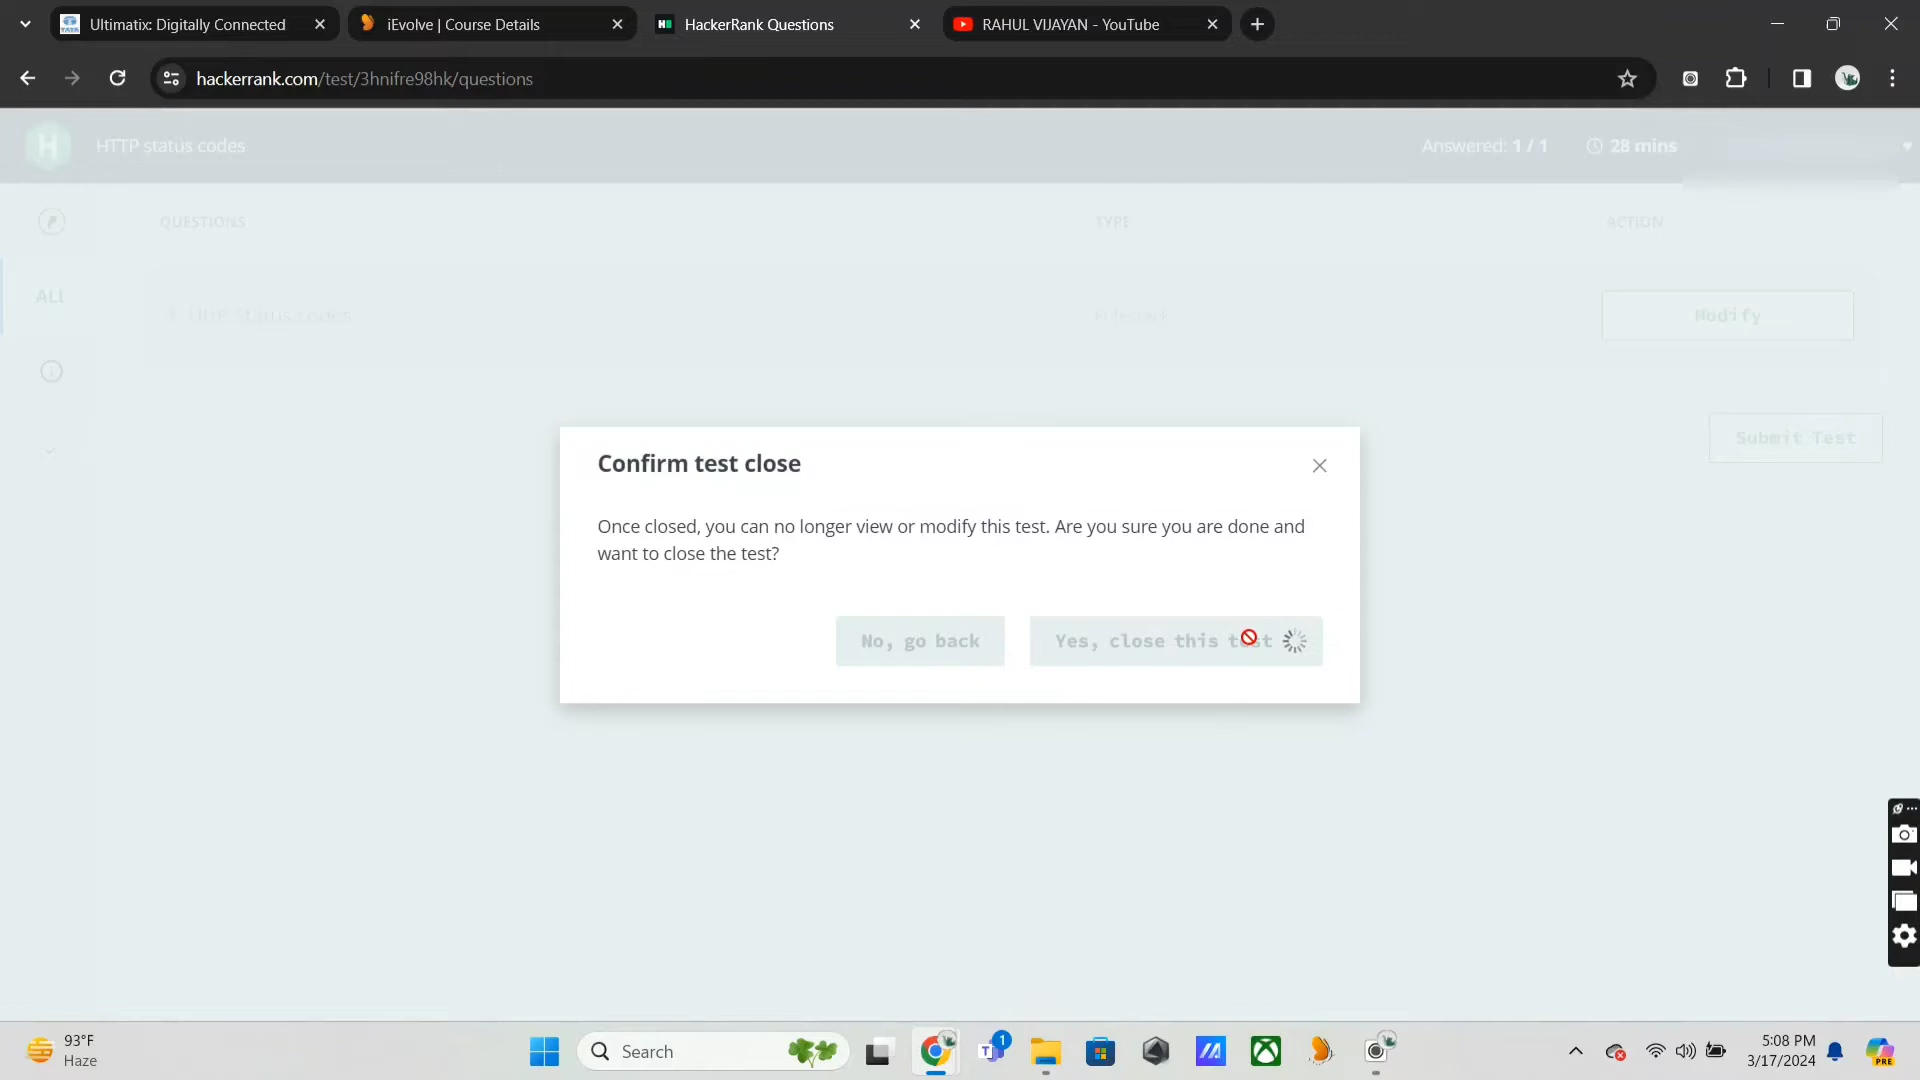 Ultimatix: Digitally Connected
iEvolve | Course Details
HackerRank Questions
RAHUL VIJAYAN - YouTube
hackerrank.com/test/3hnifre98hk/questions
H
HTTP status codes
Answered: 1 / 1
28 mins
QUESTIONS
TYPE
ACTION
ALL
Modify
Submit Test
Confirm test close
Once closed, you can no longer view or modify this test. Are you sure you are done and
want to close the test?
No, go back
Yes, close this test
93°F
Haze
Search
1
5:08 PM
3/17/2024
PRE